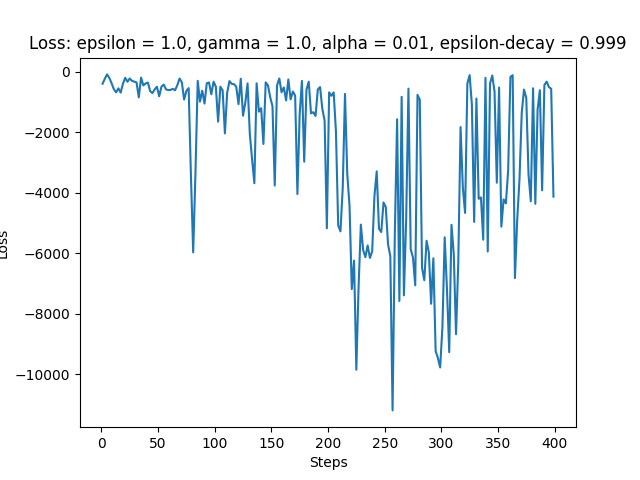 Loss: epsilon = 1.0, gamma = 1.0, alpha = 0.01, epsilon-decay = 0.999
0
−2000
−4000
−6000
−8000
−10000
Loss
0 50 100 150 200 250 300 350 400
Steps